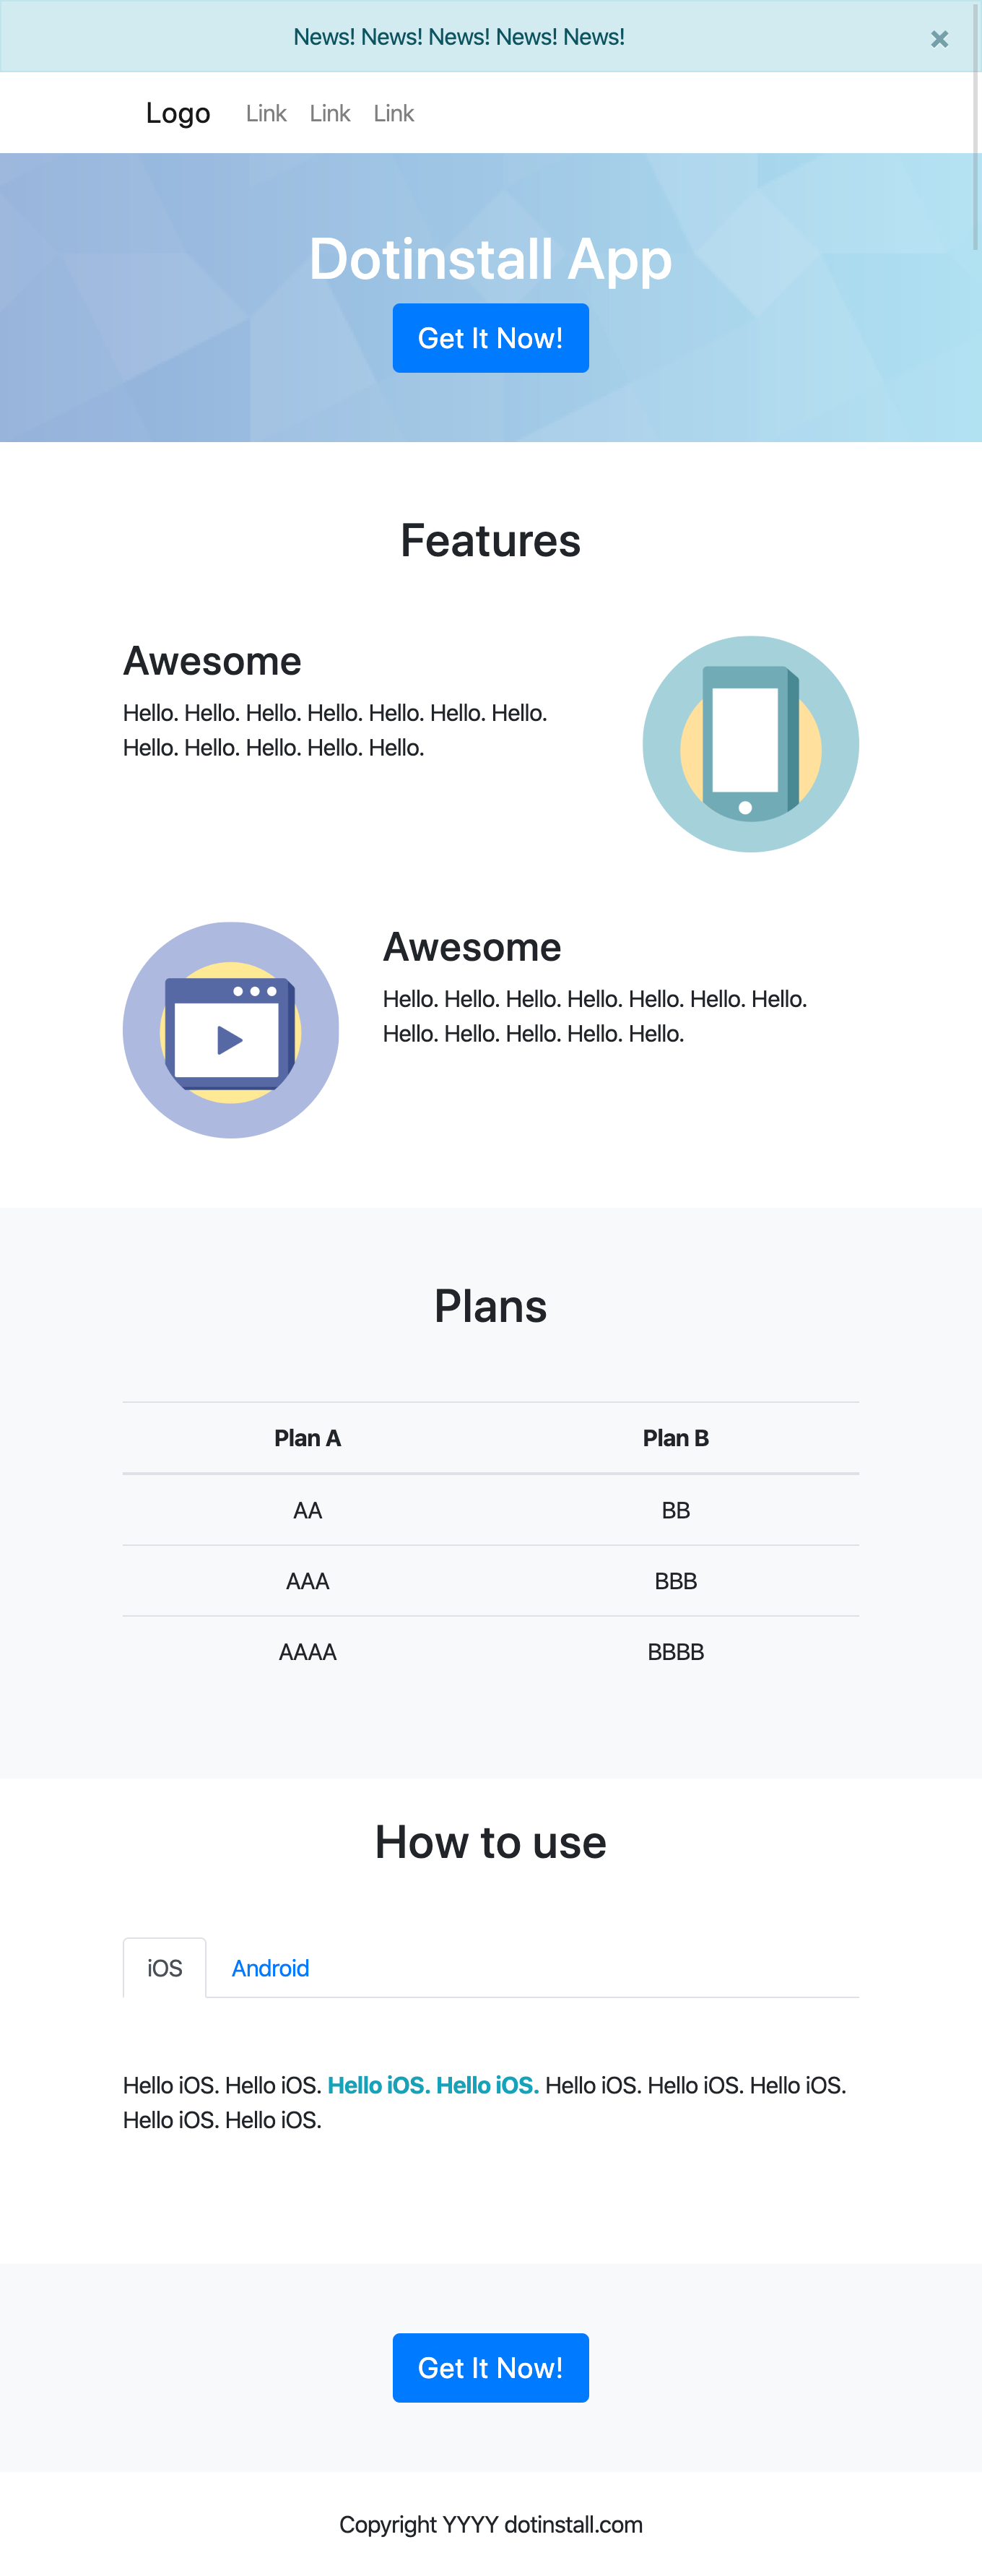 News! News! News! News! News! ×
Logo Link Link Link
Dotinstall App
Get It Now!
Features
Awesome
Hello. Hello. Hello. Hello. Hello. Hello. Hello.
Hello. Hello. Hello. Hello. Hello.
Awesome
Hello. Hello. Hello. Hello. Hello. Hello. Hello.
Hello. Hello. Hello. Hello. Hello.
Plans
Plan A Plan B
AA BB
AAA BBB
AAAA BBBB
How to use
iOS Android
Hello iOS. Hello iOS. Hello iOS. Hello iOS. Hello iOS. Hello iOS. Hello iOS.
Hello iOS. Hello iOS.
Get It Now!
Copyright YYYY dotinstall.com